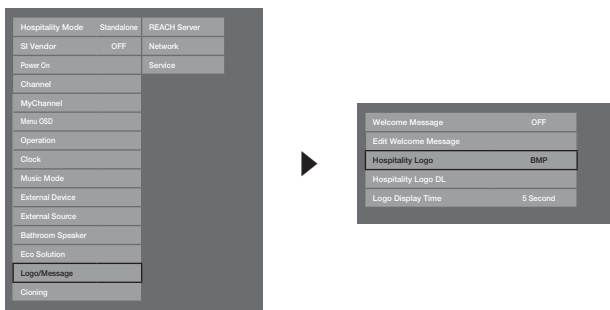 Hospitality Mode Standalone REACH Server
SI Vendor OFF Network
Power On Service
Channel
MyChannel
Menu OSD
Operation
Clock
Music Mode
External Device
External Source
Bathroom Speaker
Eco Solution
Logo/Message
Cloning
Welcome Message OFF
Edit Welcome Message
Hospitality Logo BMP
Hospitality Logo DL
Logo Display Time 5 Second